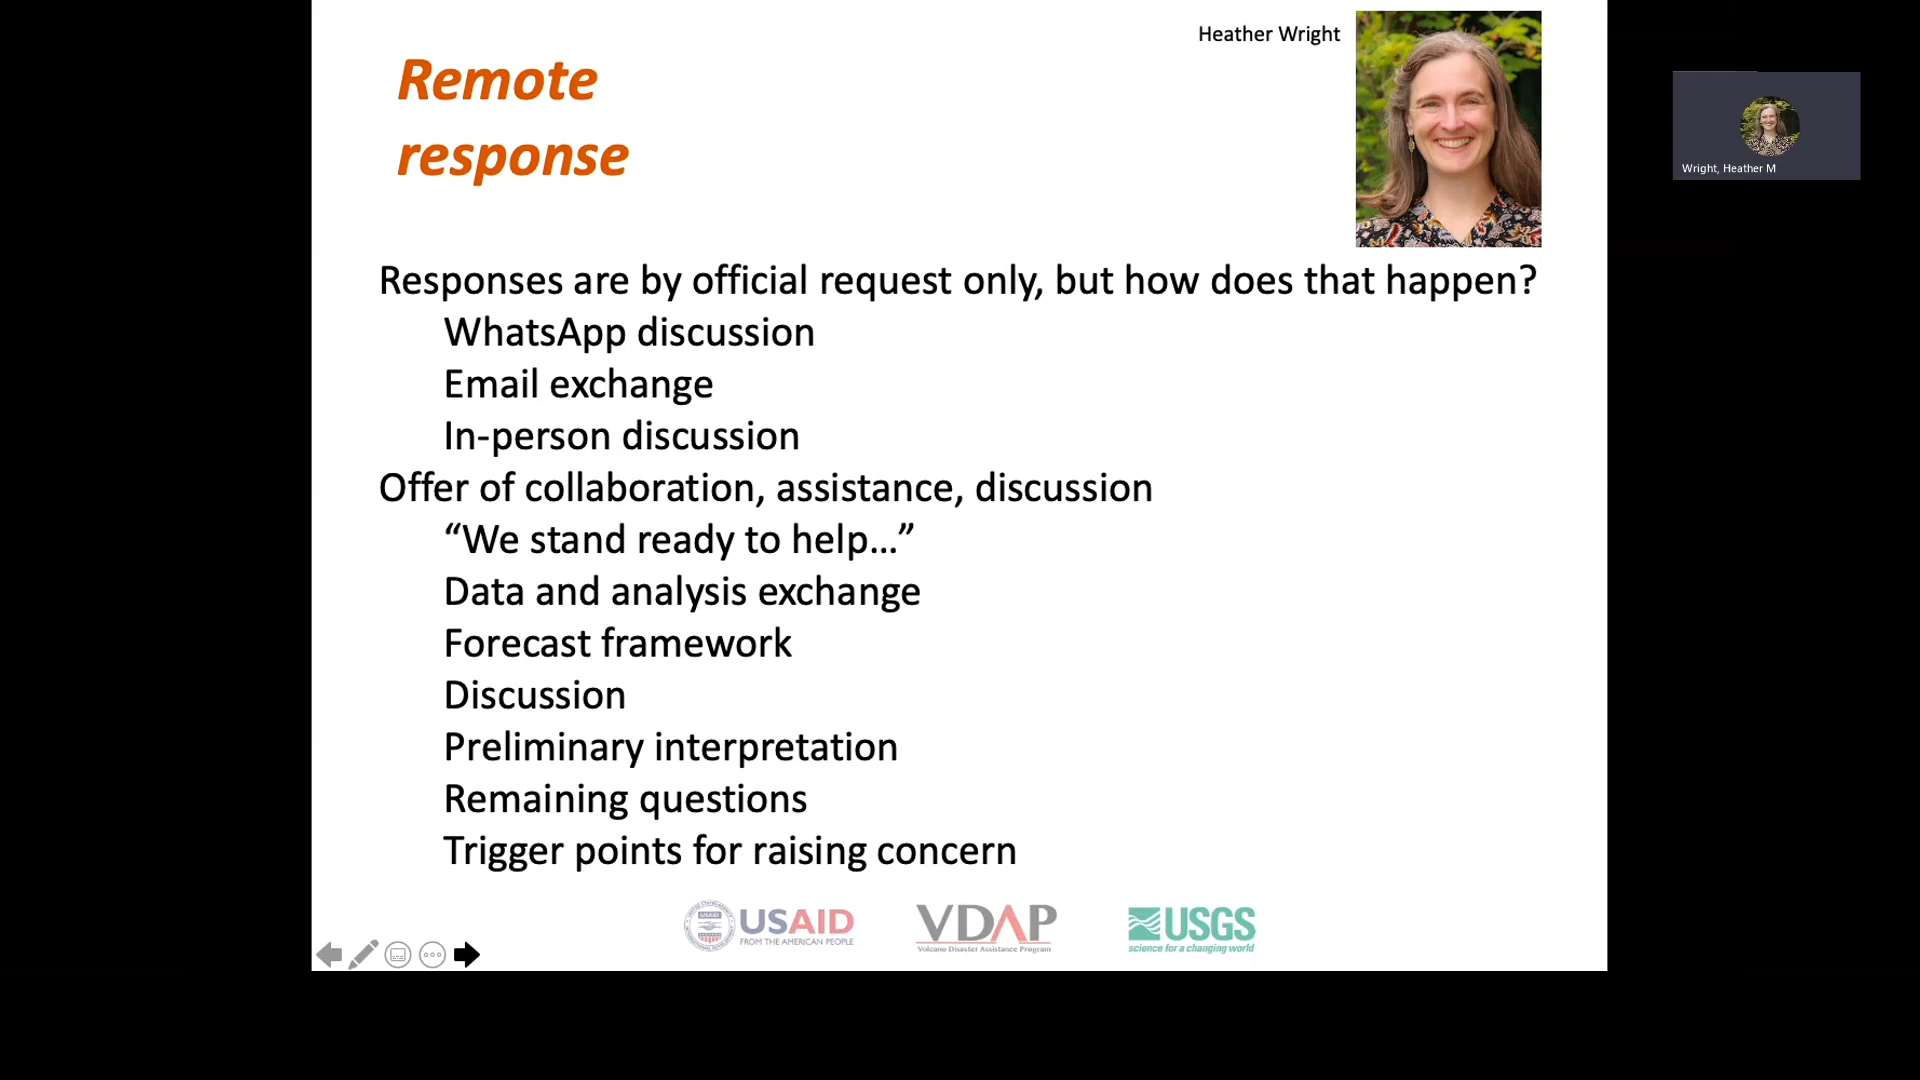 Heather Wright
Remote
response
Wright, Heather M
Responses are by official request only, but how does that happen?
WhatsApp discussion
Email exchange
In-person discussion
Offer of collaboration, assistance, discussion
“We stand ready to help...”
Data and analysis exchange
Forecast framework
Discussion
Preliminary interpretation
Remaining questions
Trigger points for raising concern
USAID
FROM THE AMERICAN PEOPLE
VDAP
Volcano Disaster Assistance Program
USGS
science for a changing world